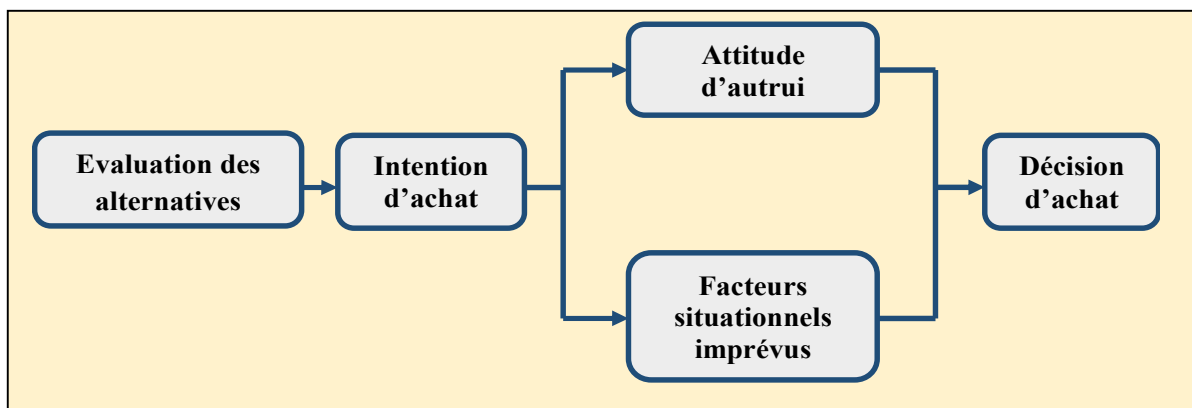 Evaluation des
alternatives
Intention
d’achat
Attitude
d’autrui
Facteurs
situationnels
imprévus
Décision
d’achat